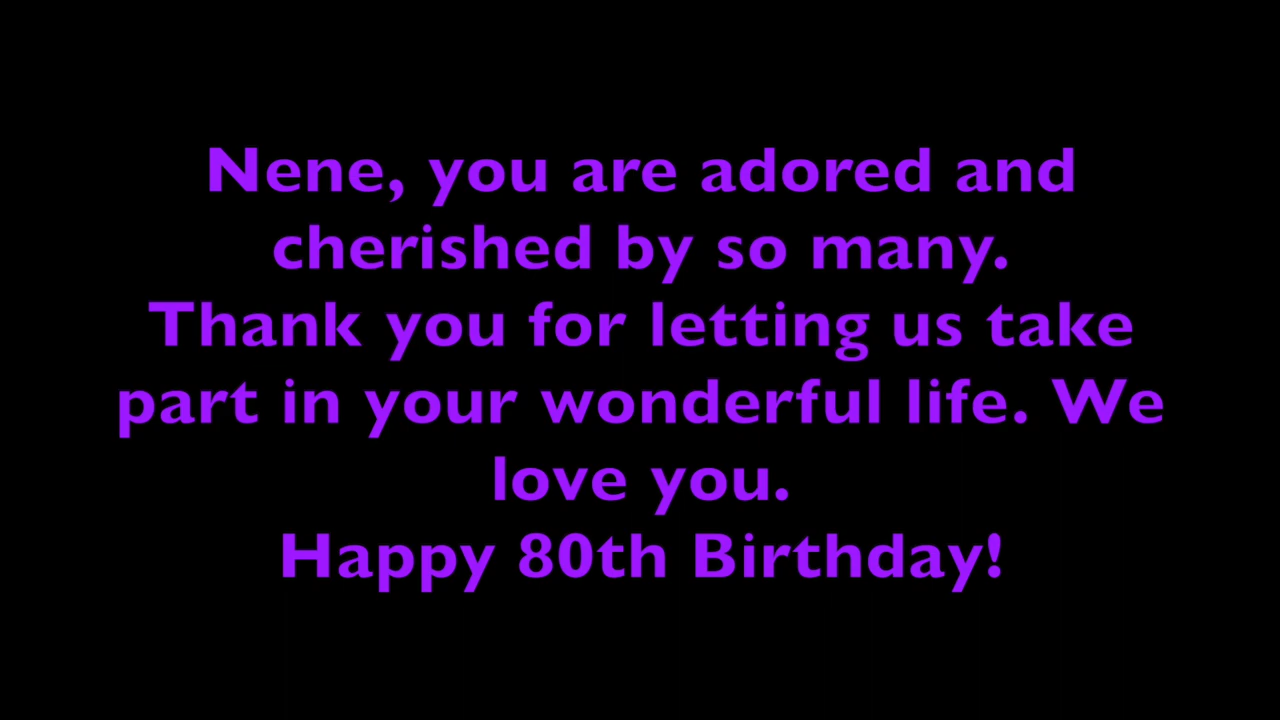 Nene, you are adored and
cherished by so many.
Thank you for letting us take
part in your wonderful life. We
love you.
Happy 80th Birthday!